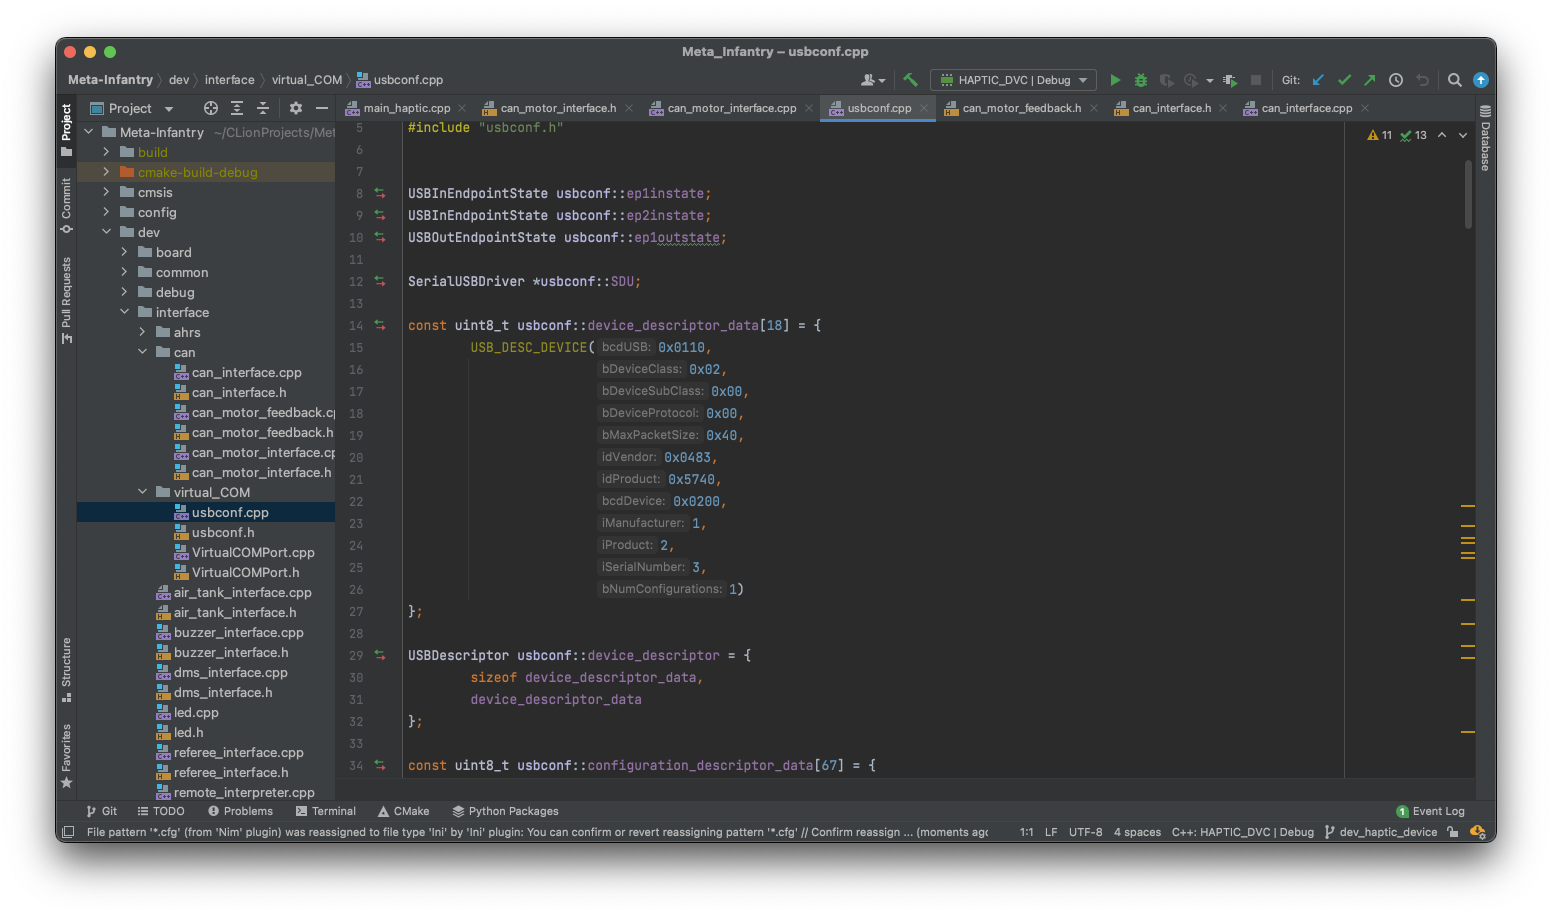 Meta_Infantry – usbconf.cpp
Meta-Infantry dev interface virtual_COM usbconf.cpp
HAPTIC_DVC | Debug
Git:
Project
main_haptic.cpp can_motor_interface.h can_motor_interface.cpp usbconf.cpp can_motor_feedback.h can_interface.h can_interface.cpp
Project
Commit
Pull Requests
Structure
Favorites
Database
Meta-Infantry ~/CLionProjects/Met
build
cmake-build-debug
cmsis
config
dev
board
common
debug
interface
ahrs
can
can_interface.cpp
can_interface.h
can_motor_feedback.cp
can_motor_feedback.h
can_motor_interface.cp
can_motor_interface.h
virtual_COM
usbconf.cpp
usbconf.h
VirtualCOMPort.cpp
VirtualCOMPort.h
air_tank_interface.cpp
air_tank_interface.h
buzzer_interface.cpp
buzzer_interface.h
dms_interface.cpp
dms_interface.h
led.cpp
led.h
referee_interface.cpp
referee_interface.h
remote_interpreter.cpp
11 13
5 #include "usbconf.h"
6
7
8 USBInEndpointState usbconf::ep1instate;
9 USBInEndpointState usbconf::ep2instate;
10 USBOutEndpointState usbconf::ep1outstate;
11
12 SerialUSBDriver *usbconf::SDU;
13
14 const uint8_t usbconf::device_descriptor_data[18] = {
15 USB_DESC_DEVICE( bcdUSB: 0x0110,
16 bDeviceClass: 0x02,
17 bDeviceSubClass: 0x00,
18 bDeviceProtocol: 0x00,
19 bMaxPacketSize: 0x40,
20 idVendor: 0x0483,
21 idProduct: 0x5740,
22 bcdDevice: 0x0200,
23 iManufacturer: 1,
24 iProduct: 2,
25 iSerialNumber: 3,
26 bNumConfigurations: 1)
27 };
28
29 USBDescriptor usbconf::device_descriptor = {
30 sizeof device_descriptor_data,
31 device_descriptor_data
32 };
33
34 const uint8_t usbconf::configuration_descriptor_data[67] = {
Git TODO Problems Terminal CMake Python Packages 1 Event Log
File pattern '*.cfg' (from 'Nim' plugin) was reassigned to file type 'Ini' by 'Ini' plugin: You can confirm or revert reassigning pattern '*.cfg' // Confirm reassign ... (moments ago 1:1 LF UTF-8 4 spaces C++: HAPTIC_DVC | Debug dev_haptic_device